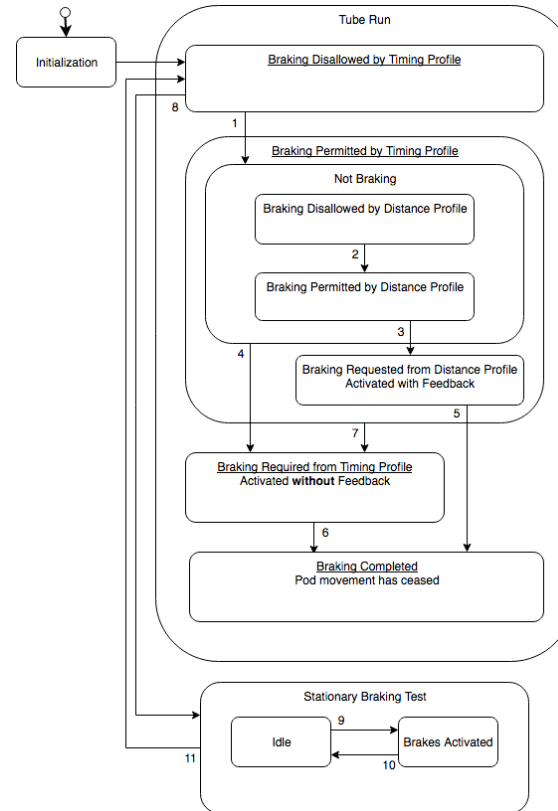 Tube Run
Initialization
Braking Disallowed by Timing Profile
8
1
Braking Permitted by Timing Profile
Not Braking
Braking Disallowed by Distance Profile
2
Braking Permitted by Distance Profile
3
4
Braking Requested from Distance Profile
Activated with Feedback
5
7
Braking Required from Timing Profile
Activated without Feedback
6
Braking Completed
Pod movement has ceased
Stationary Braking Test
9
Idle
Brakes Activated
11
10